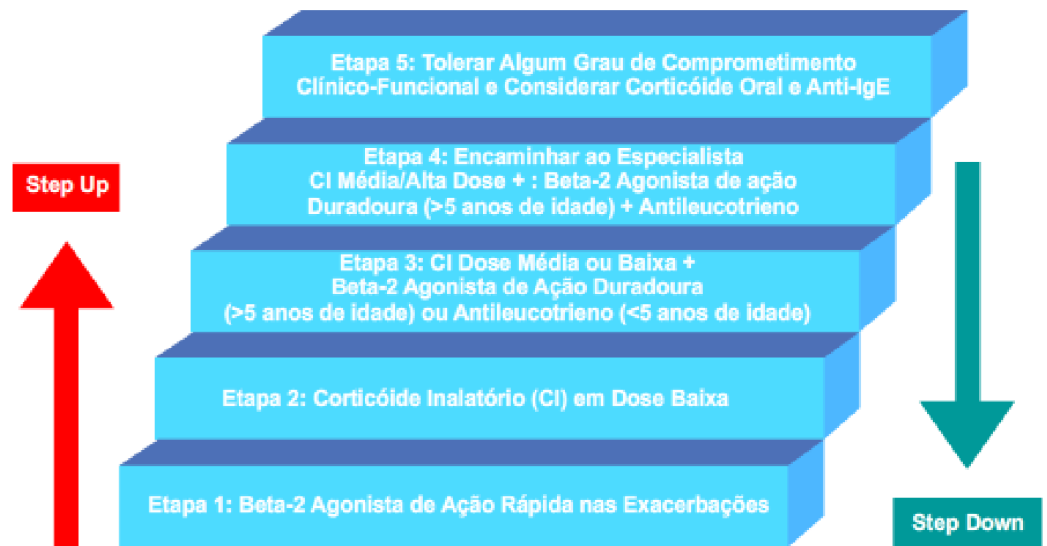 Etapa 5: Tolerar Algum Grau de Comprometimento
Clínico-Funcional e Considerar Corticóide Oral e Anti-IgE
Etapa 4: Encaminhar ao Especialista
CI Média/Alta Dose + : Beta-2 Agonista de ação
Duradoura (>5 anos de idade) + Antileucotrieno
Step Up
Etapa 3: CI Dose Média ou Baixa +
Beta-2 Agonista de Ação Duradoura
(>5 anos de idade) ou Antileucotrieno (<5 anos de idade)
Etapa 2: Corticóide Inalatório (CI) em Dose Baixa
Etapa 1: Beta-2 Agonista de Ação Rápida nas Exacerbações
Step Down